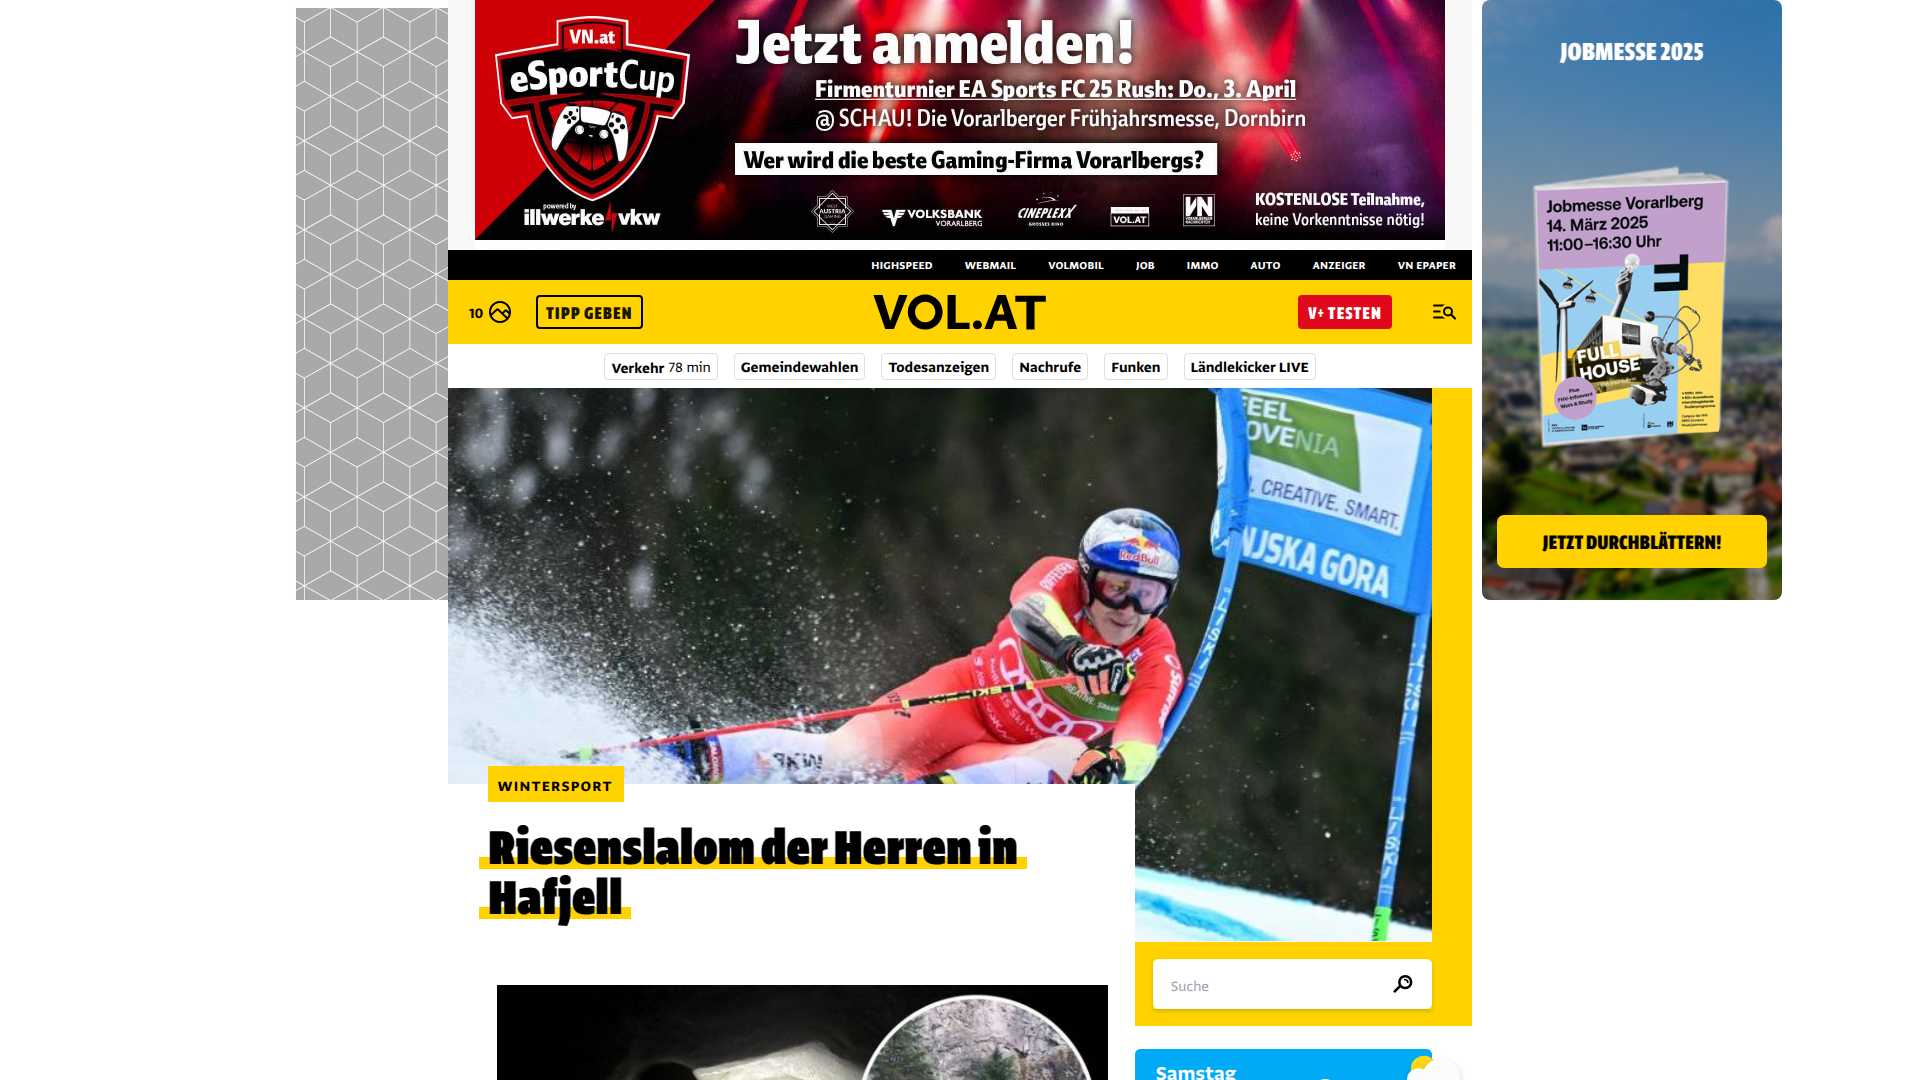 VN.at
eSportCup
powered by
illwerke vkw
Jetzt anmelden!
Firmenturnier EA Sports FC 25 Rush: Do., 3. April
@ SCHAU! Die Vorarlberger Frühjahrsmesse, Dornbirn
Wer wird die beste Gaming-Firma Vorarlbergs?
AUSTRIA
VOLKSBANK
VORARLBERG
CINEPLEXX
VOL.AT
VN
KOSTENLOSE Teilnahme,
keine Vorkenntnisse nötig!
JOBMESSE 2025
Jobmesse Vorarlberg
14. März 2025
11:00–16:30 Uhr
FULL
HOUSE
JETZT DURCHBLÄTTERN!
HIGHSPEED WEBMAIL VOLMOBIL JOB IMMO AUTO ANZEIGER VN EPAPER
10 TIPP GEBEN VOL.AT V+ TESTEN
Verkehr 78 min Gemeindewahlen Todesanzeigen Nachrufe Funken Ländlekicker LIVE
FEEL
OVENIA
CREATIVE. SMART.
NJSKA GORA
Red Bull
WINTERSPORT
Riesenslalom der Herren in
Hafjell
Suche
Samstag